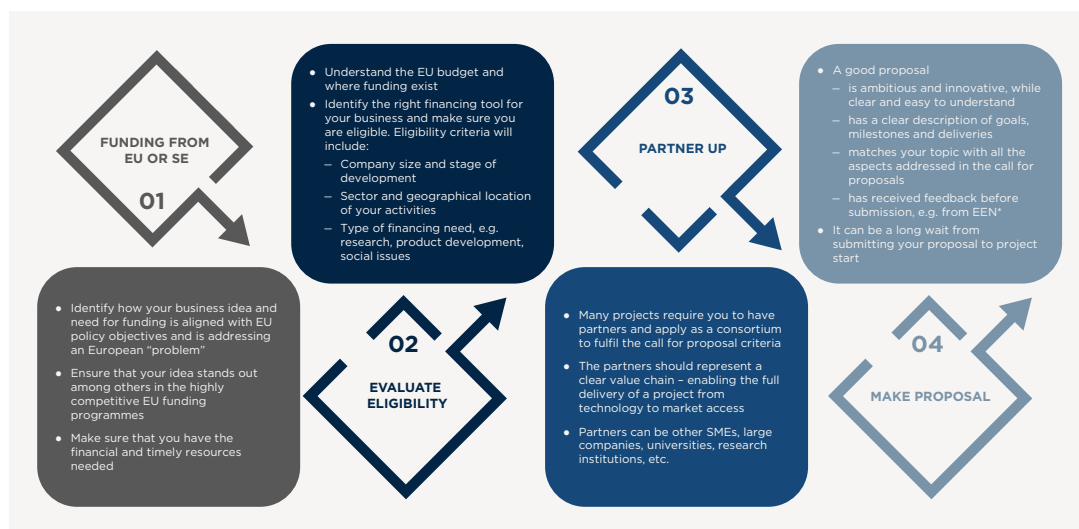 FUNDING FROM
EU OR SE
01
● Identify how your business idea and
need for funding is aligned with EU
policy objectives and is addressing
an European “problem”
● Ensure that your idea stands out
among others in the highly
competitive EU funding
programmes
● Make sure that you have the
financial and timely resources
needed
● Understand the EU budget and
where funding exist
● Identify the right financing tool for
your business and make sure you
are eligible. Eligibility criteria will
include:
– Company size and stage of
development
– Sector and geographical location
of your activities
– Type of financing need, e.g.
research, product development,
social issues
02
EVALUATE
ELIGIBILITY
03
PARTNER UP
● Many projects require you to have
partners and apply as a consortium
to fulfil the call for proposal criteria
● The partners should represent a
clear value chain – enabling the full
delivery of a project from
technology to market access
● Partners can be other SMEs, large
companies, universities, research
institutions, etc.
● A good proposal
– is ambitious and innovative, while
clear and easy to understand
– has a clear description of goals,
milestones and deliveries
– matches your topic with all the
aspects addressed in the call for
proposals
– has received feedback before
submission, e.g. from EEN*
● It can be a long wait from
submitting your proposal to project
start
04
MAKE PROPOSAL